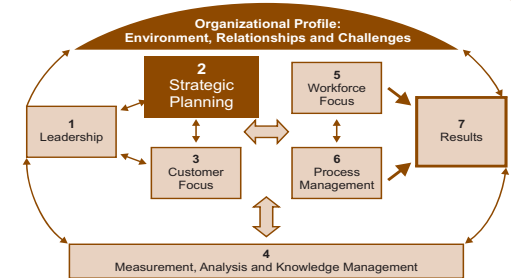 Organizational Profile:
Environment, Relationships and Challenges
2
Strategic
Planning
5
Workforce
Focus
1
Leadership
7
Results
3
Customer
Focus
6
Process
Management
4
Measurement, Analysis and Knowledge Management